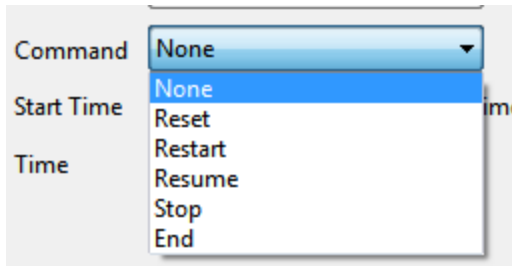 Command None
None
Start Time
Reset
Restart
Time
Resume
Stop
End